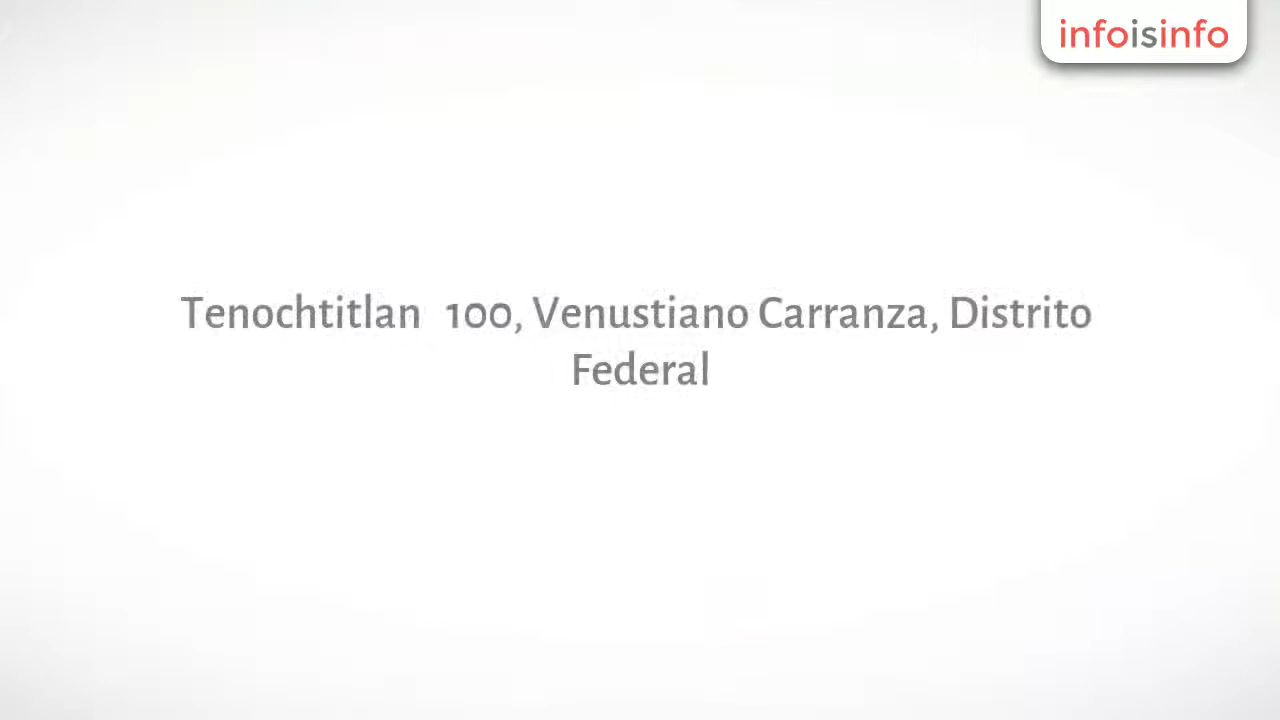 infoisinfo
Tenochtitlan 100, Venustiano Carranza, Distrito
Federal